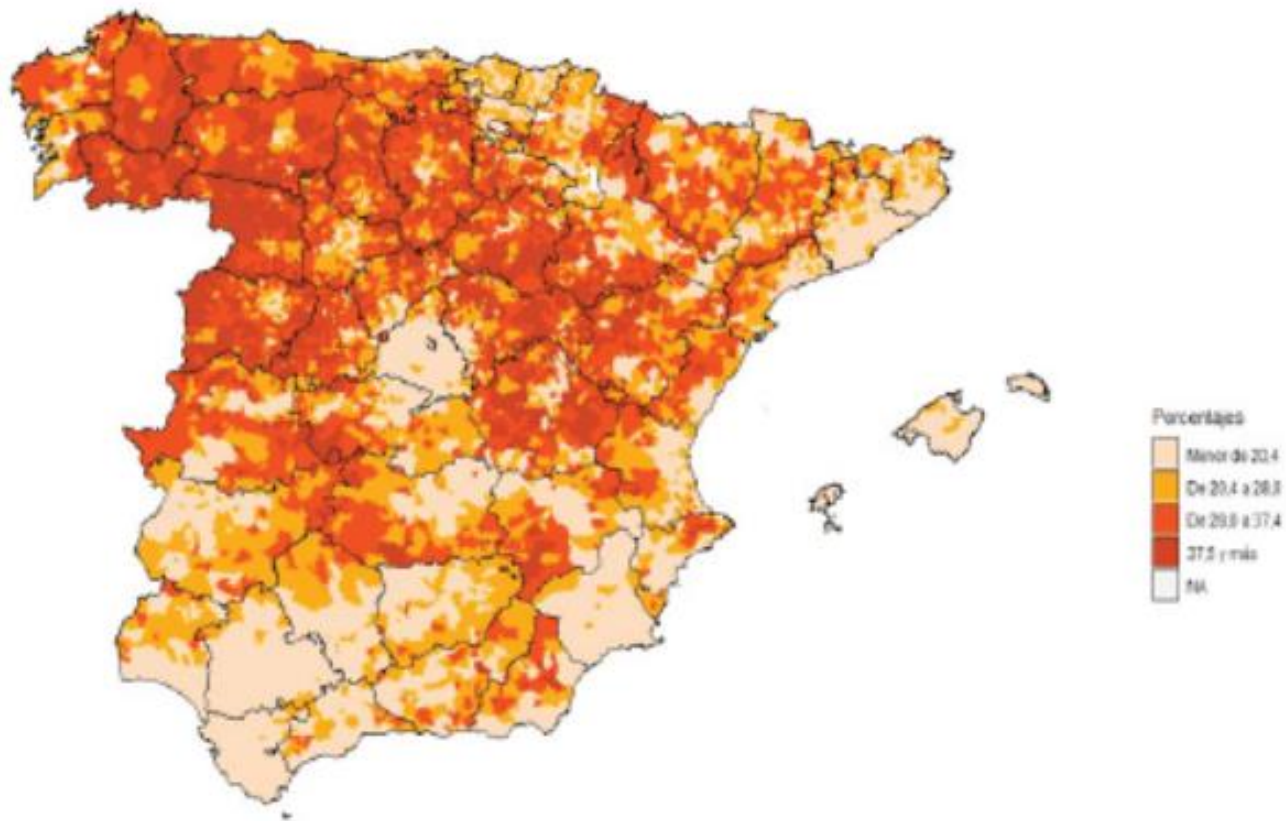 Porcentajes
Menor de 20,4
De 20,4 a 28,8
De 28,8 a 37,4
37,5 y más
NA